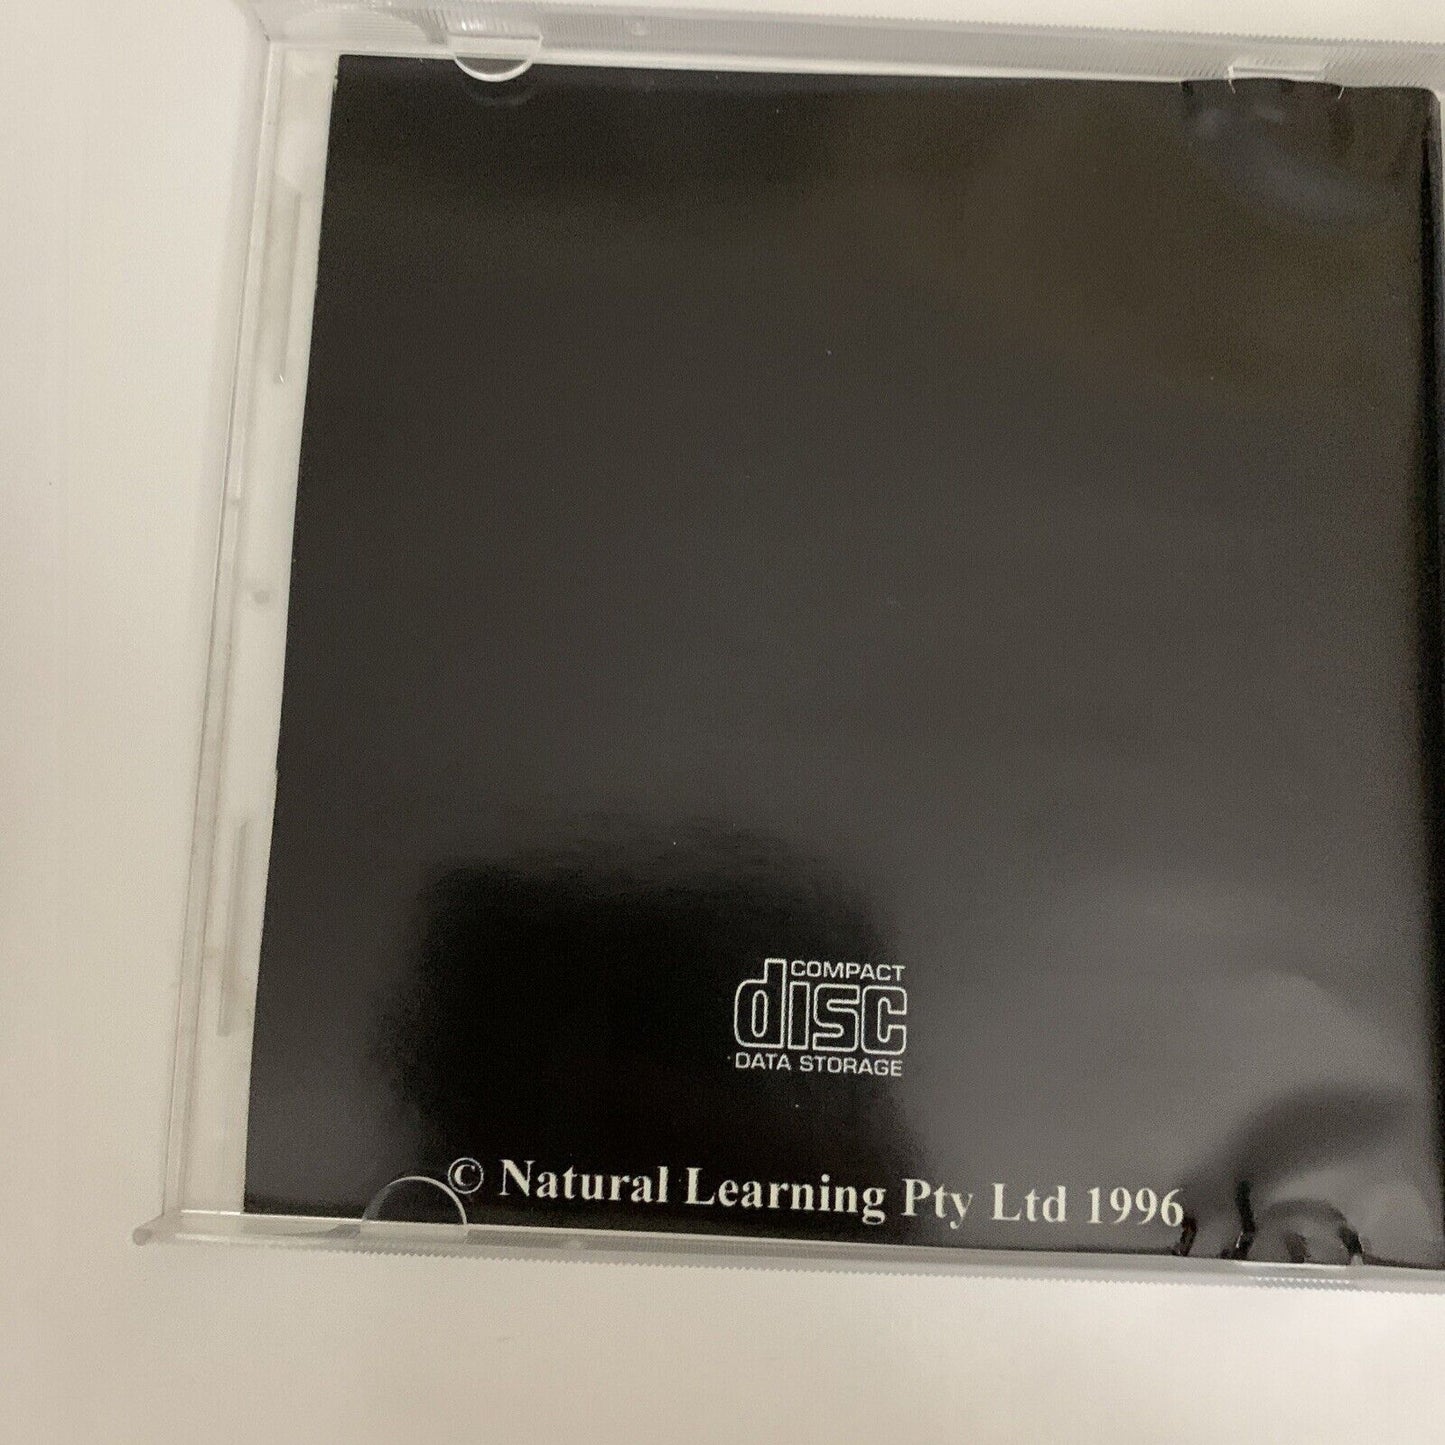 COMPACT
disc
DATA STORAGE
© Natural Learning Pty Ltd 1996